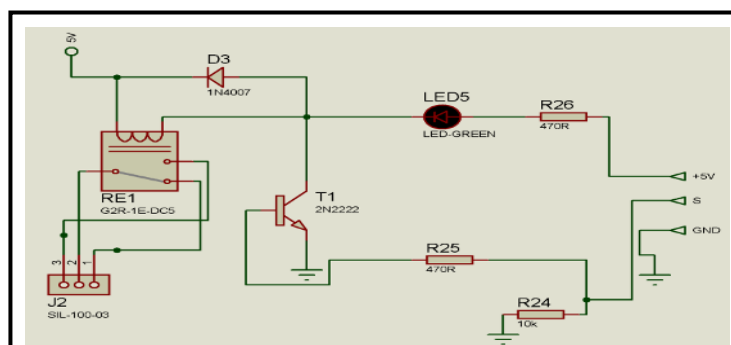 5V
D3
1N4007
LED5
LED-GREEN
R26
470R
+5V
S
GND
RE1
G2R-1E-DC5
T1
2N2222
R25
470R
R24
10k
3
2
1
J2
SIL-100-03